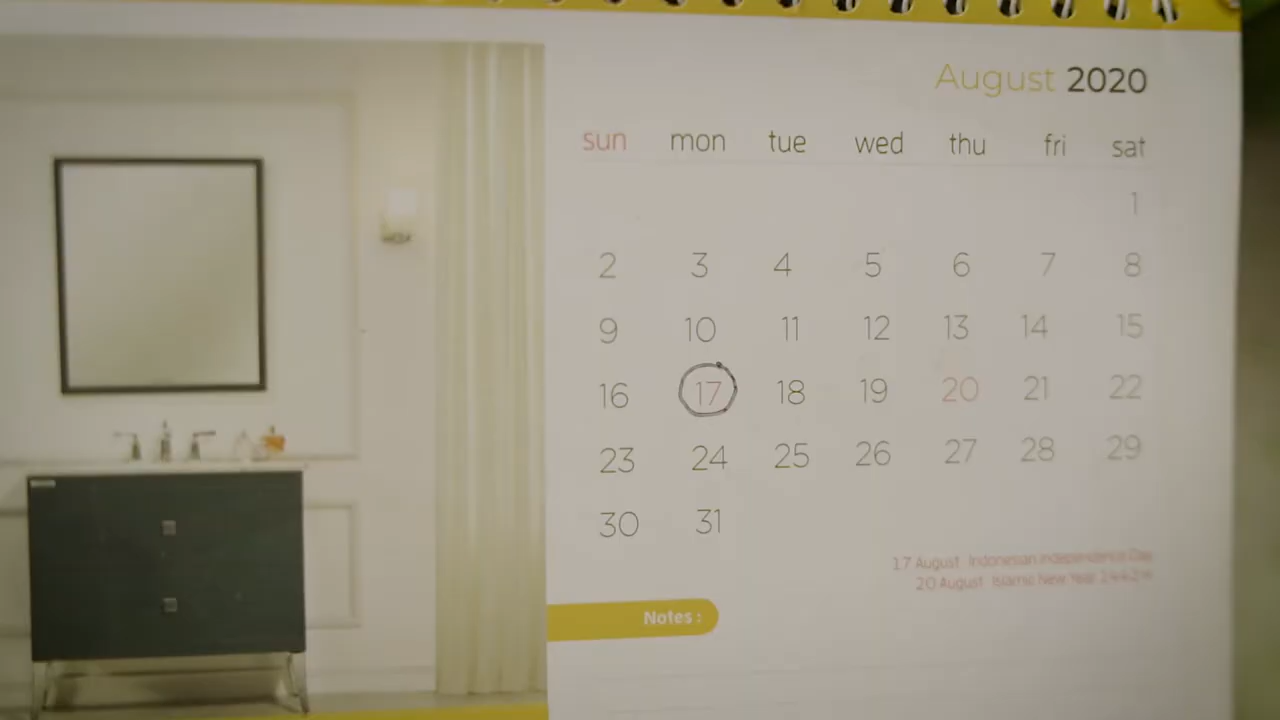 August 2020
sun mon tue wed thu fri sat
1
2 3 4 5 6 7 8
9 10 11 12 13 14 15
16 17 18 19 20 21 22
23 24 25 26 27 28 29
30 31
17 August Indonesian Independence Day
20 August Islamic New Year
Notes :